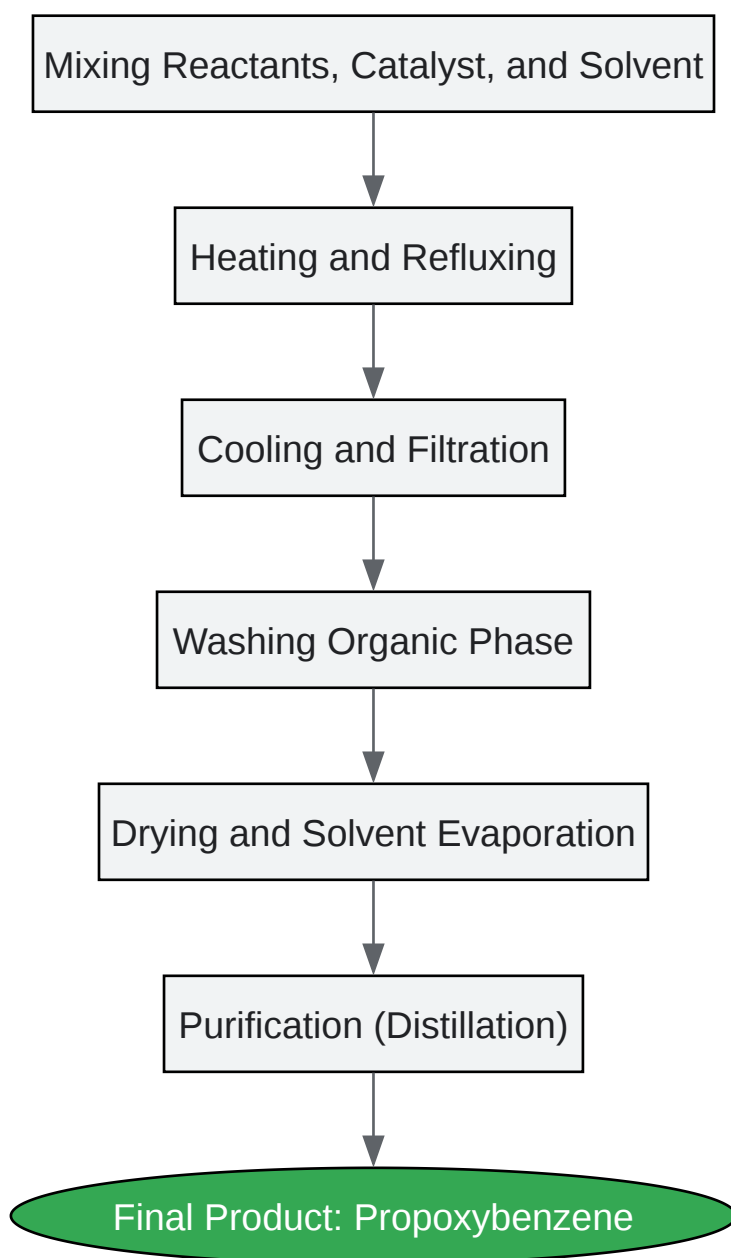 Mixing Reactants, Catalyst, and Solvent
Heating and Refluxing
Cooling and Filtration
Washing Organic Phase
Drying and Solvent Evaporation
Purification (Distillation)
Final Product: Propoxybenzene